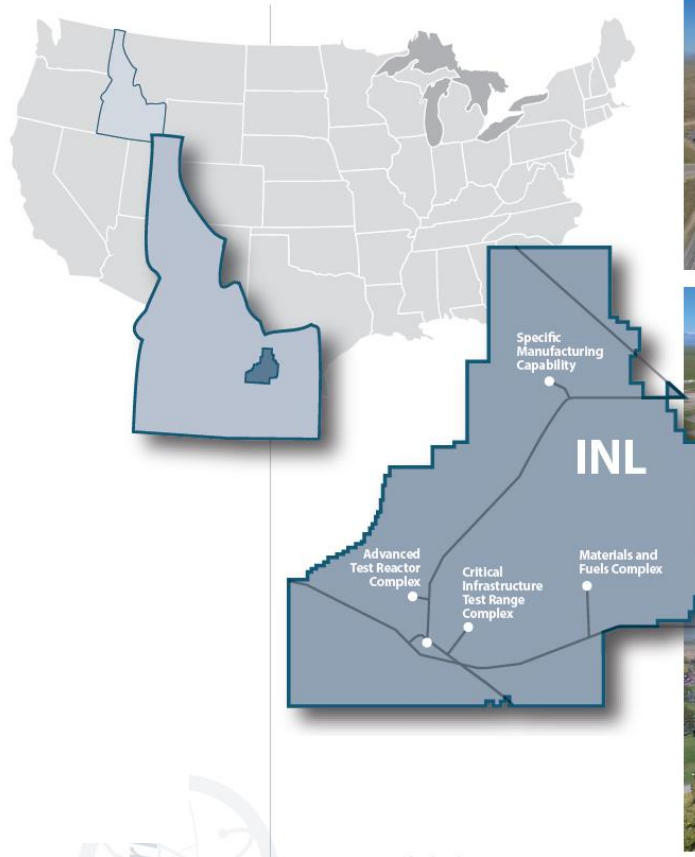 Specific
Manufacturing
Capability
INL
Advanced
Test Reactor
Complex
Critical
Infrastructure
Test Range
Complex
Materials and
Fuels Complex